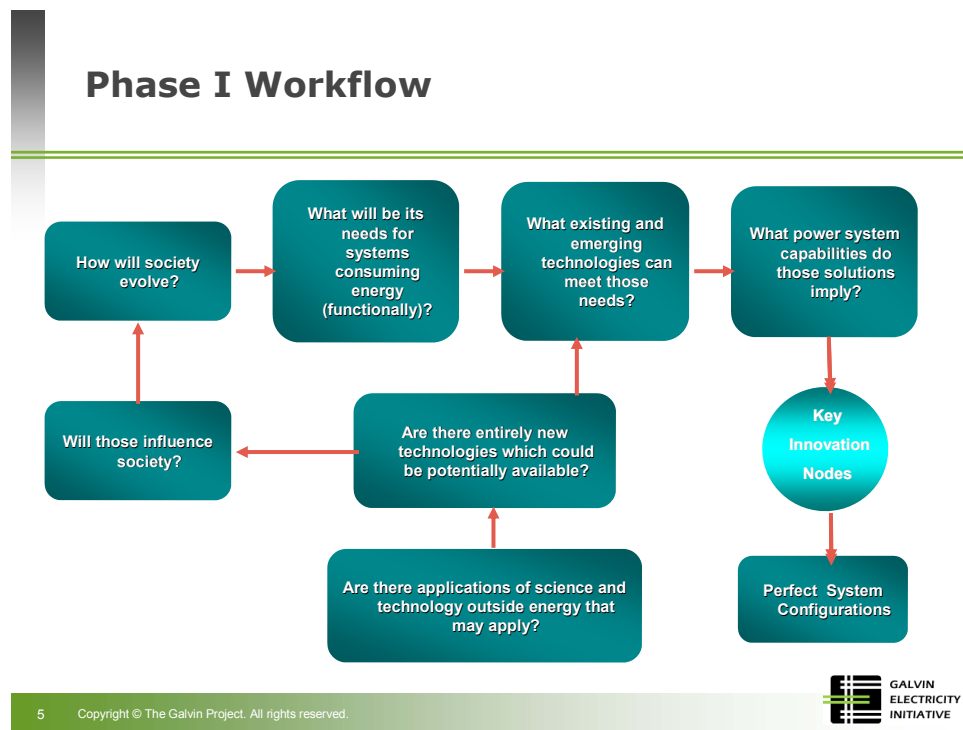 Phase I Workflow
How will society
evolve?
What will be its
needs for
systems
consuming
energy
(functionally)?
What existing and
emerging
technologies can
meet those
needs?
What power system
capabilities do
those solutions
imply?
Will those influence
society?
Are there entirely new
technologies which could
be potentially available?
Key
Innovation
Nodes
Are there applications of science and
technology outside energy that
may apply?
Perfect System
Configurations
5 Copyright © The Galvin Project. All rights reserved.
GALVIN
ELECTRICITY
INITIATIVE